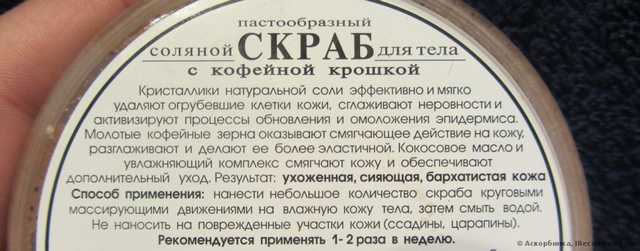 пастообразный
соляной СКРАБ для тела
с кофейной крошкой
Кристаллики натуральной соли эффективно и мягко
удаляют огрубевшие клетки кожи, сглаживают неровности и
активизируют процессы обновления и омоложения эпидермиса.
Молотые кофейные зерна оказывают смягчающее действие на кожу,
разглаживают и делают ее более эластичной. Кокосовое масло и
увлажняющий комплекс смягчают кожу и обеспечивают
дополнительный уход. Результат: ухоженная, сияющая, бархатистая кожа
Способ применения: нанести небольшое количество скраба круговыми
массирующими движениями на влажную кожу тела, затем смыть водой.
Не наносить на поврежденные участки кожи (ссадины, царапины).
Рекомендуется применять 1-2 раза в неделю.
© Аскорбинка,